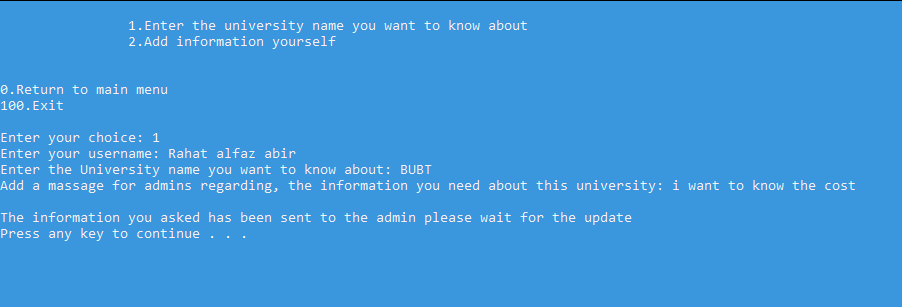 1.Enter the university name you want to know about
2.Add information yourself
0.Return to main menu
100.Exit
Enter your choice: 1
Enter your username: Rahat alfaz abir
Enter the University name you want to know about: BUBT
Add a massage for admins regarding, the information you need about this university: i want to know the cost
The information you asked has been sent to the admin please wait for the update
Press any key to continue . . .